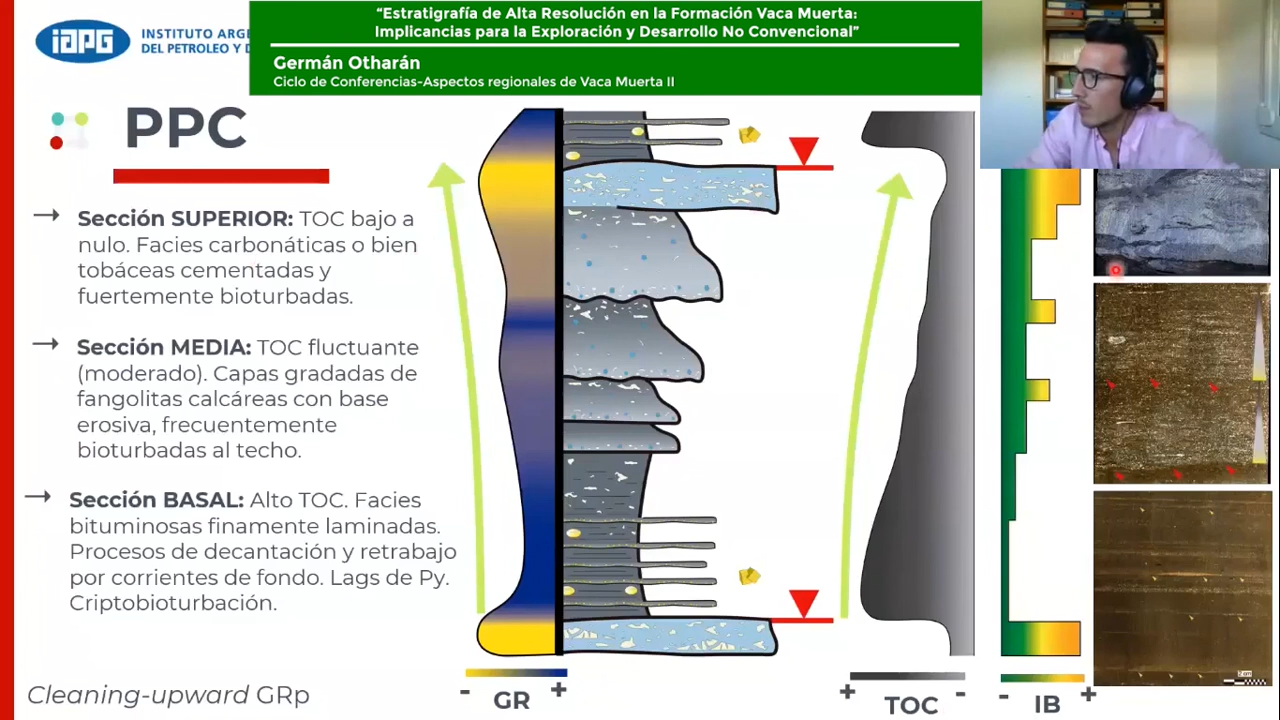 iAPG
INSTITUTO
DEL PETROLEO Y
“Estratigrafía de Alta Resolución en la Formación Vaca Muerta:
Implicancias para la Exploración y Desarrollo No Convencional”
Germán Otharán
Ciclo de Conferencias-Aspectos regionales de Vaca Muerta II
PPC
Sección SUPERIOR: TOC bajo a
nulo. Facies carbonáticas o bien
tobáceas cementadas y
fuertemente bioturbadas.
Sección MEDIA: TOC fluctuante
(moderado). Capas gradadas de
fangolitas calcáreas con base
erosiva, frecuentemente
bioturbadas al techo.
Sección BASAL: Alto TOC. Facies
bituminosas finamente laminadas.
Procesos de decantación y retrabajo
por corrientes de fondo. Lags de Py.
Criptobioturbación.
Cleaning-upward GRp
- GR +
+ TOC -
- IB +
2 cm